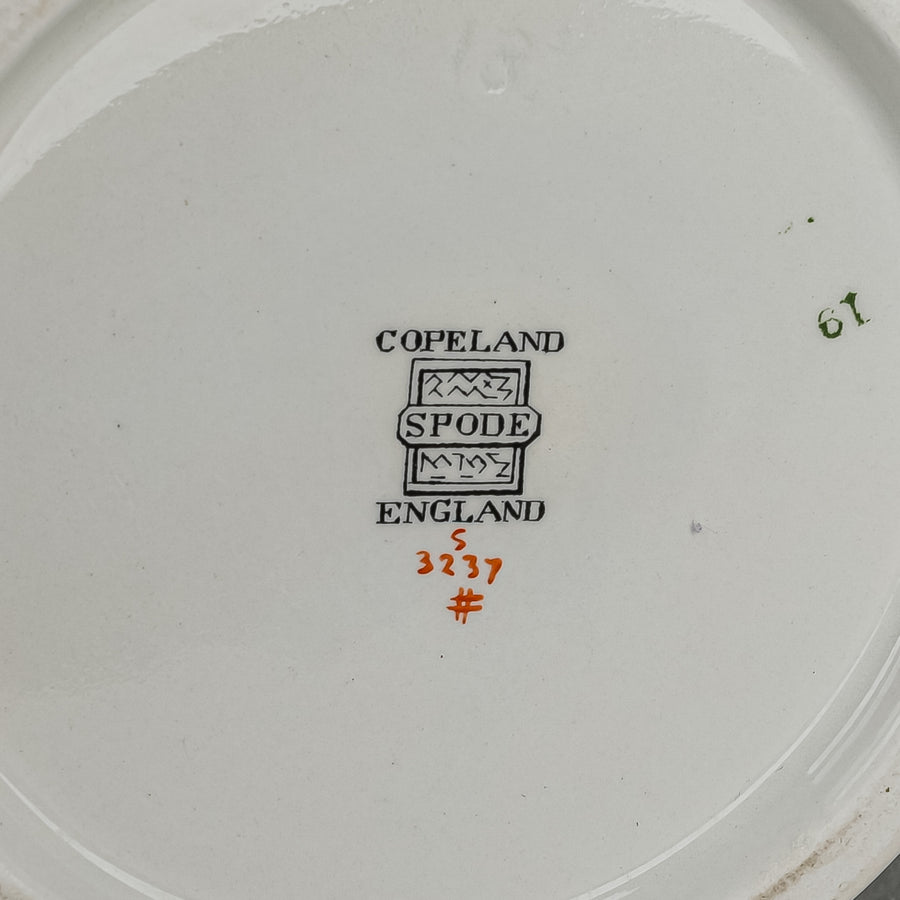 COPELAND
SPODE
ENGLAND
S
3237
#
61